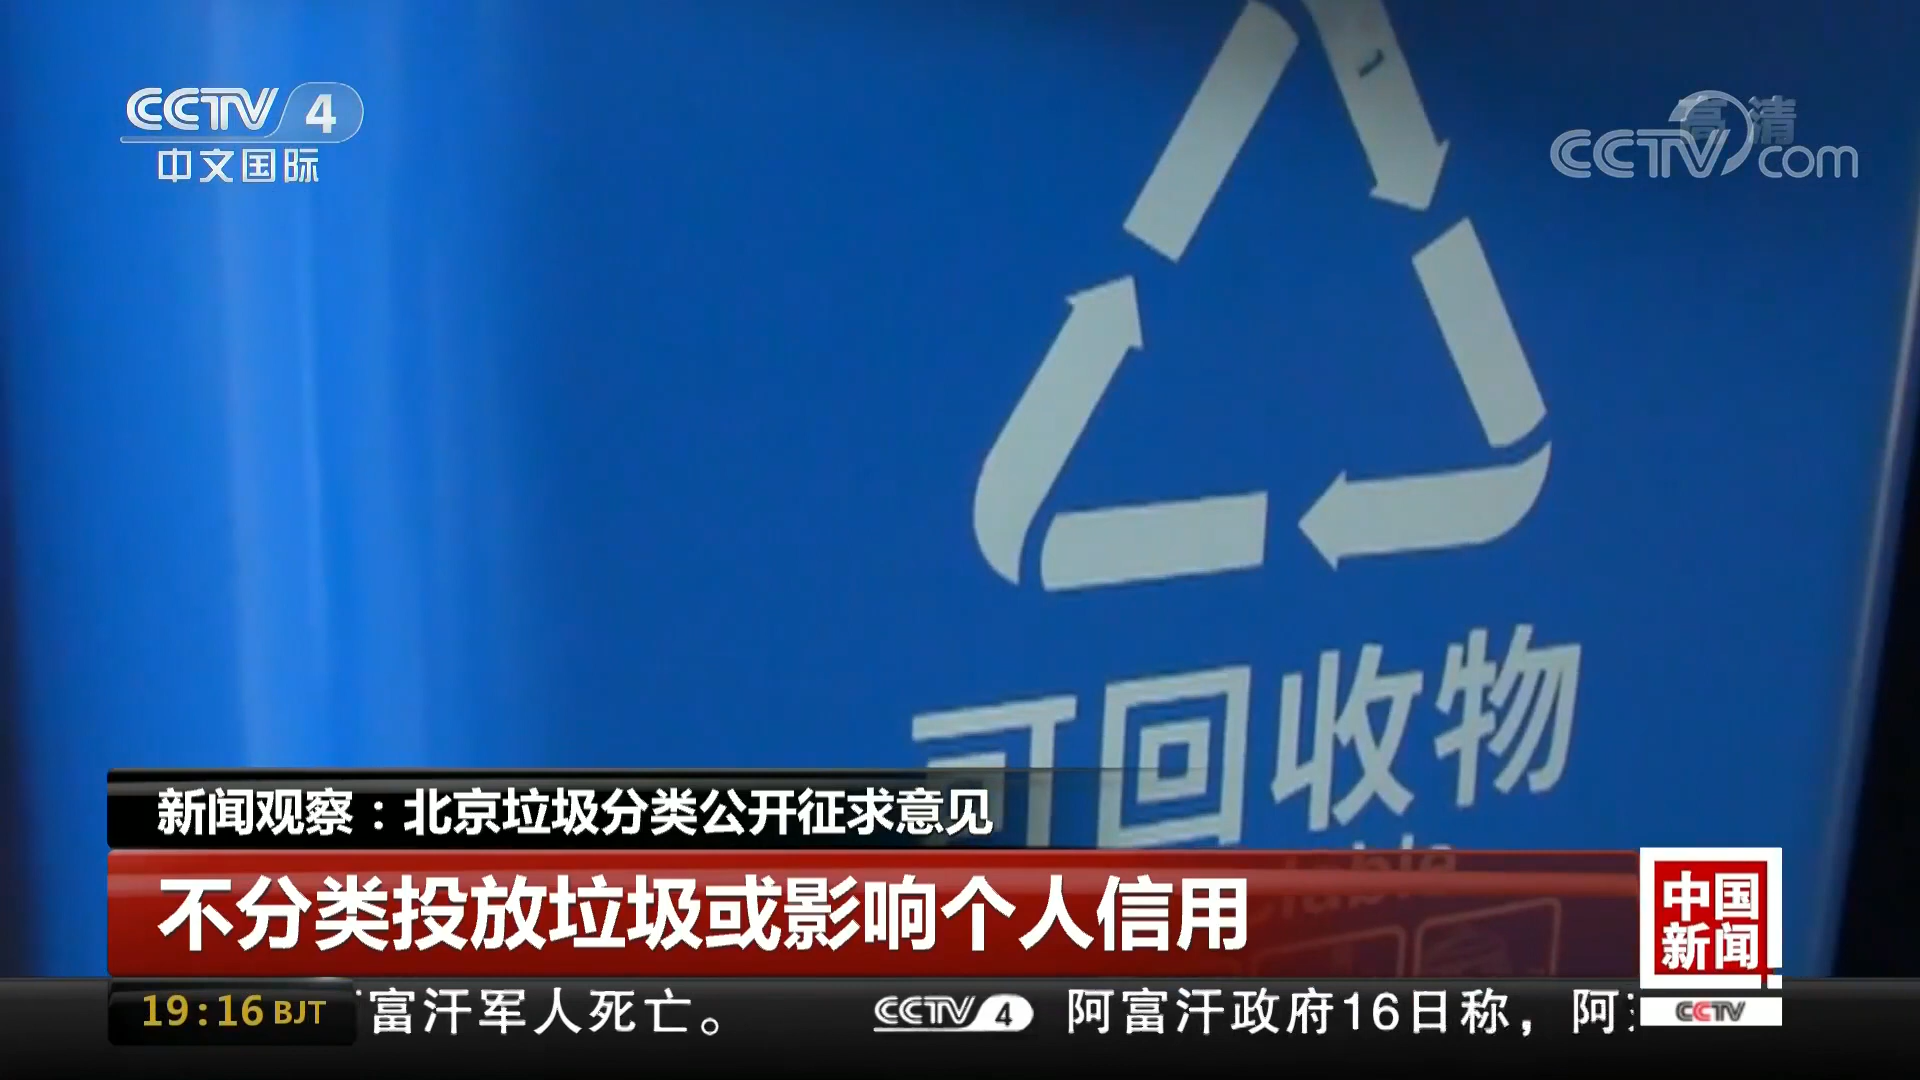 CCTV 4
中文国际
高清
CCTV.com
可回收物
新闻观察：北京垃圾分类公开征求意见
不分类投放垃圾或影响个人信用
中国
新闻
CCTV
19:16 BJT
富汗军人死亡。 CCTV 4 阿富汗政府16日称，阿